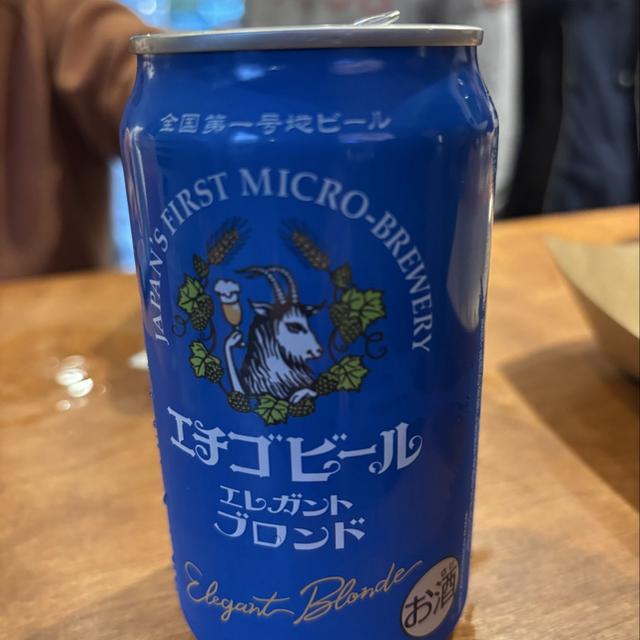 全国第一号地ビール
JAPAN'S FIRST MICRO-BREWERY
エチゴビール
エレガント
ブロンド
Elegant Blonde
お酒